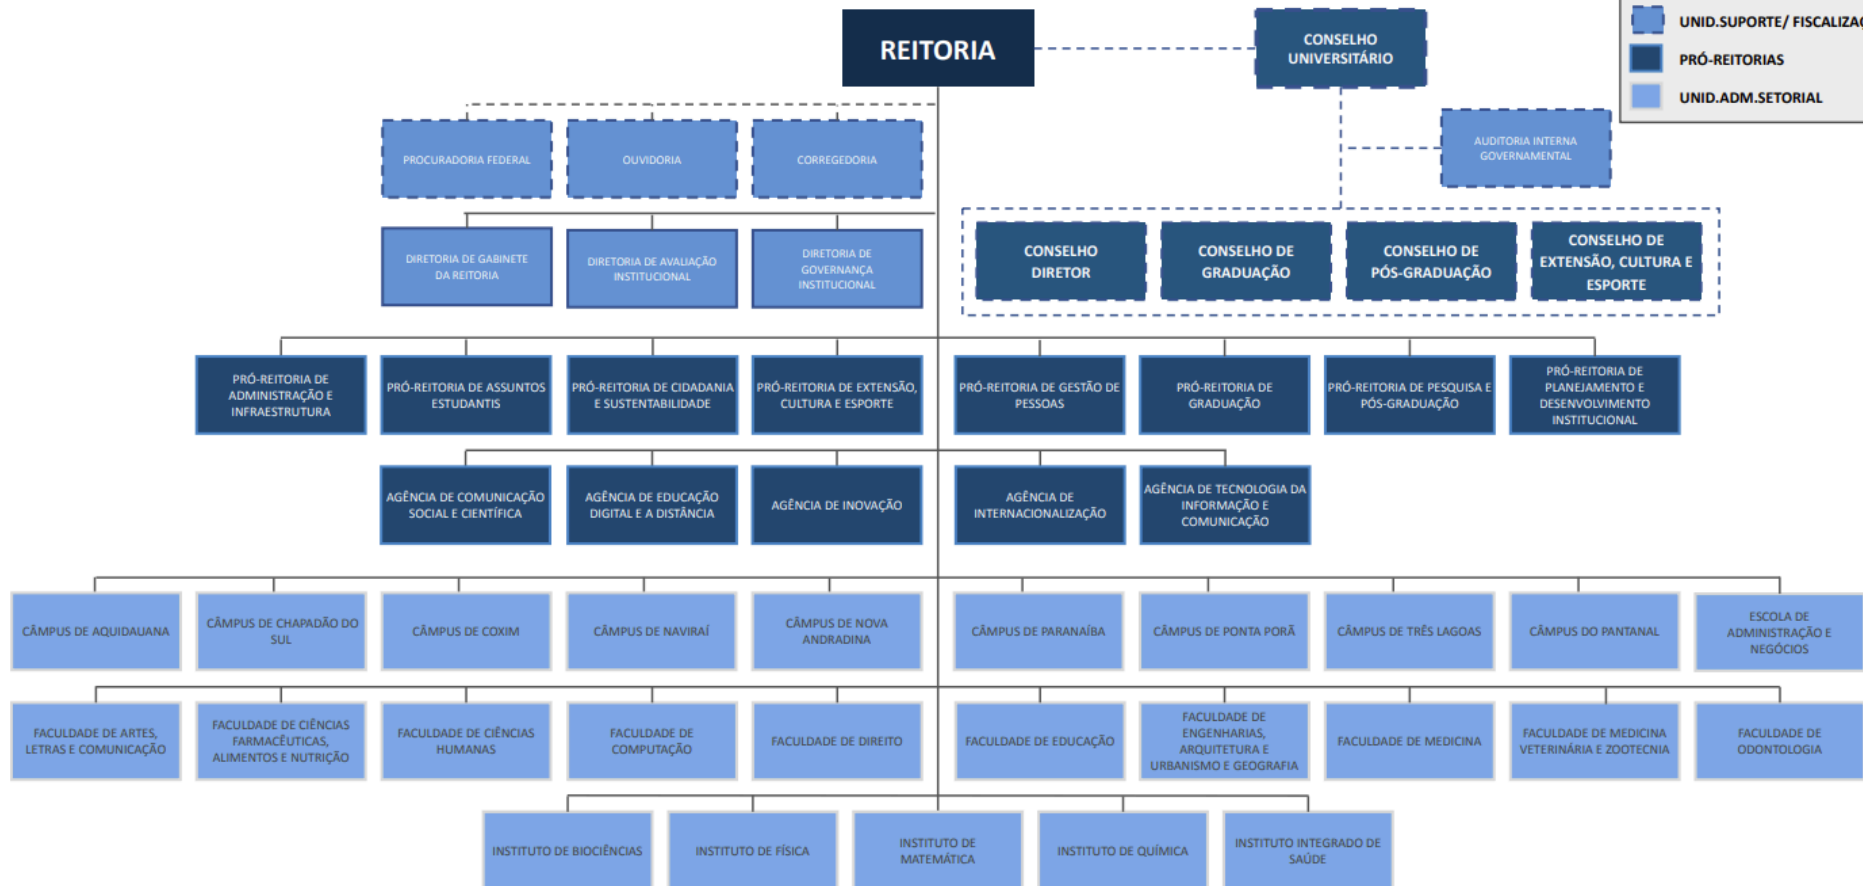 REITORIA
CONSELHO
UNIVERSITÁRIO
UNID.SUPORTE/
PRÓ-REITORIAS
UNID.ADM.SETORIAL
PROCURADORIA FEDERAL
OUVIDORIA
CORREGEDORIA
AUDITORIA INTERNA
GOVERNAMENTAL
DIRETORIA DE GABINETE
DA REITORIA
DIRETORIA DE AVALIAÇÃO
INSTITUCIONAL
DIRETORIA DE
GOVERNANÇA
INSTITUCIONAL
CONSELHO
DIRETOR
CONSELHO DE
GRADUAÇÃO
CONSELHO DE
PÓS-GRADUAÇÃO
CONSELHO DE
EXTENSÃO, CULTURA E
ESPORTE
PRÓ-REITORIA DE
ADMINISTRAÇÃO E
INFRAESTRUTURA
PRÓ-REITORIA DE ASSUNTOS
ESTUDANTIS
PRÓ-REITORIA DE CIDADANIA
E SUSTENTABILIDADE
PRÓ-REITORIA DE EXTENSÃO,
CULTURA E ESPORTE
PRÓ-REITORIA DE GESTÃO DE
PESSOAS
PRÓ-REITORIA DE
GRADUAÇÃO
PRÓ-REITORIA DE PESQUISA E
PÓS-GRADUAÇÃO
PRÓ-REITORIA DE
PLANEJAMENTO E
DESENVOLVIMENTO
INSTITUCIONAL
AGÊNCIA DE COMUNICAÇÃO
SOCIAL E CIENTÍFICA
AGÊNCIA DE EDUCAÇÃO
DIGITAL E A DISTÂNCIA
AGÊNCIA DE INOVAÇÃO
AGÊNCIA DE
INTERNACIONALIZAÇÃO
AGÊNCIA DE TECNOLOGIA DA
INFORMAÇÃO E
COMUNICAÇÃO
CÂMPUS DE AQUIDAUANA
CÂMPUS DE CHAPADÃO DO
SUL
CÂMPUS DE COXIM
CÂMPUS DE NAVIRAÍ
CÂMPUS DE NOVA
ANDRADINA
CÂMPUS DE PARANAÍBA
CÂMPUS DE PONTA PORÃ
CÂMPUS DE TRÊS LAGOAS
CÂMPUS DO PANTANAL
ESCOLA DE
ADMINISTRAÇÃO E
NEGÓCIOS
FACULDADE DE ARTES,
LETRAS E COMUNICAÇÃO
FACULDADE DE CIÊNCIAS
FARMACÊUTICAS,
ALIMENTOS E NUTRIÇÃO
FACULDADE DE CIÊNCIAS
HUMANAS
FACULDADE DE
COMPUTAÇÃO
FACULDADE DE DIREITO
FACULDADE DE EDUCAÇÃO
FACULDADE DE
ENGENHARIAS,
ARQUITETURA E
URBANISMO E GEOGRAFIA
FACULDADE DE MEDICINA
FACULDADE DE MEDICINA
VETERINÁRIA E ZOOTECNIA
FACULDADE DE
ODONTOLOGIA
INSTITUTO DE BIOCIÊNCIAS
INSTITUTO DE FÍSICA
INSTITUTO DE
MATEMÁTICA
INSTITUTO DE QUÍMICA
INSTITUTO INTEGRADO DE
SAÚDE